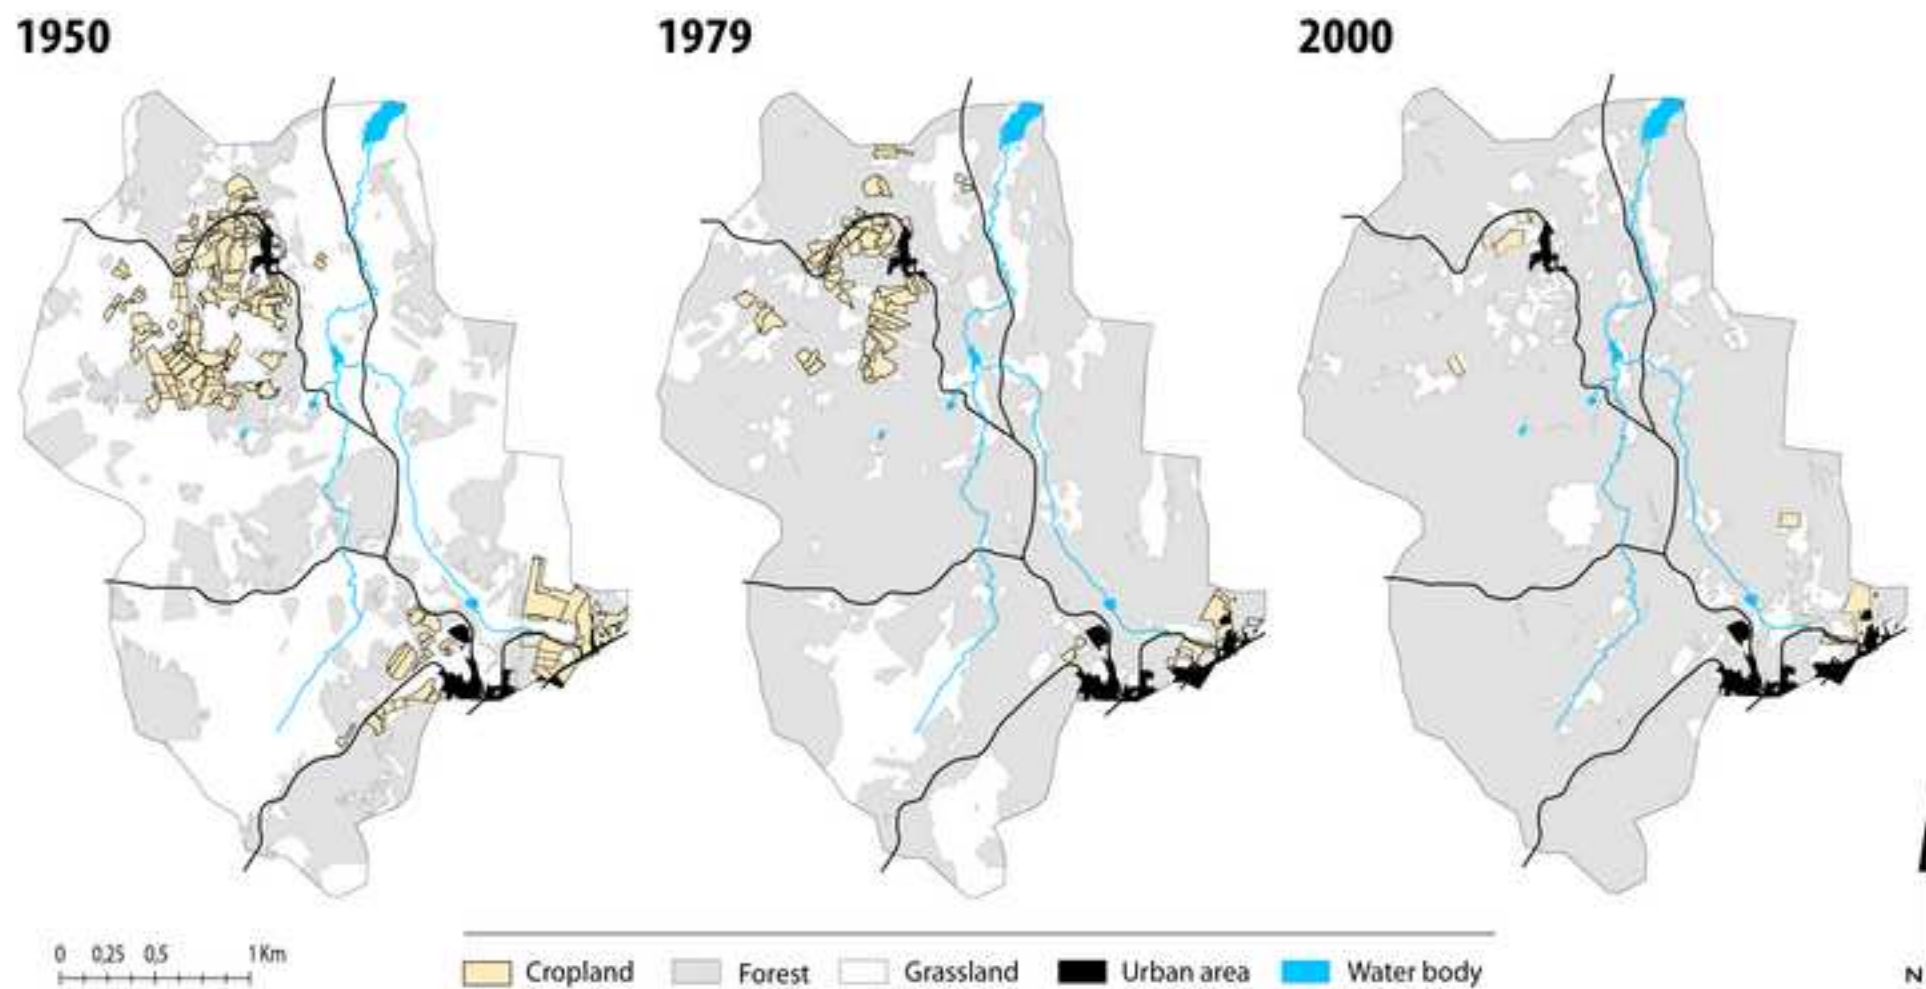 1950
1979
2000
0 0,25 0,5 1 Km
Cropland
Forest
Grassland
Urban area
Water body
N